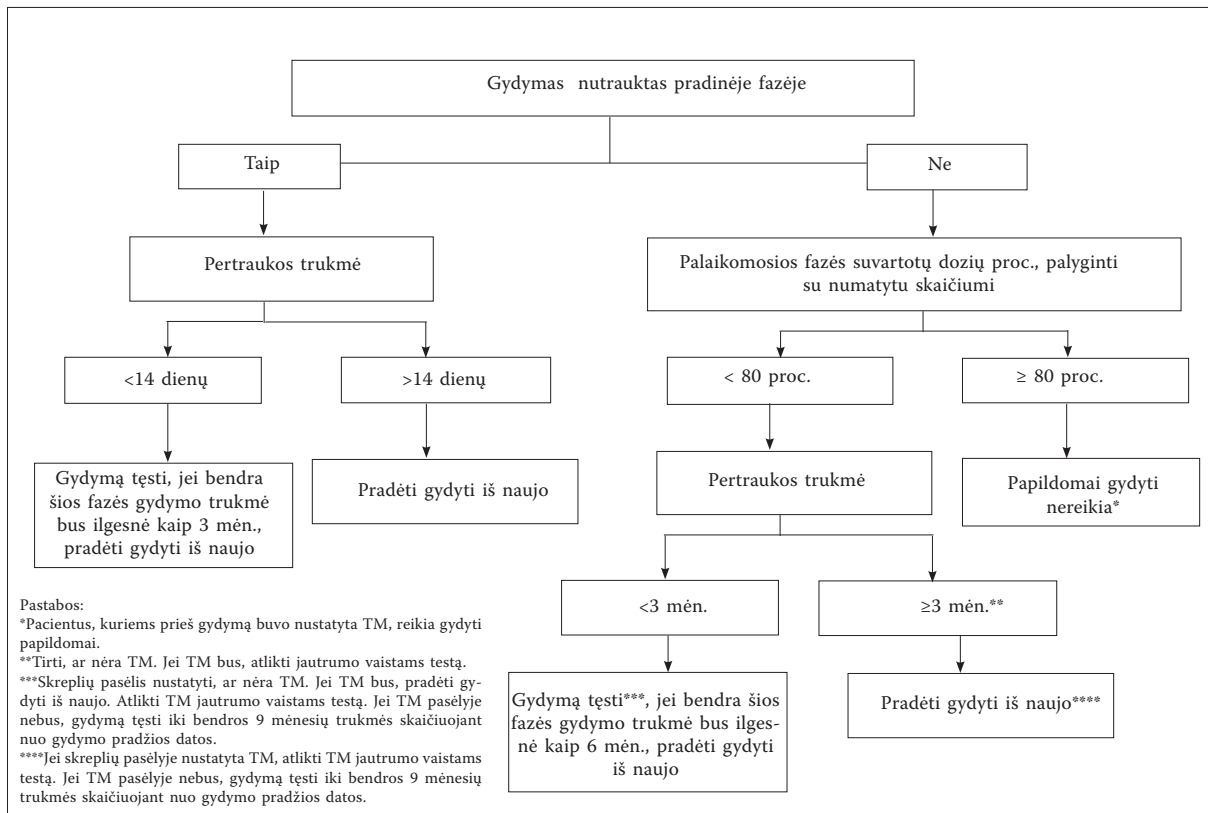 Gydymas nutrauktas pradinėje fazėje
Taip
Ne
Pertraukos trukmė
Palaikomosios fazės suvartotų dozių proc., palyginti
su numatytu skaičiumi
<14 dienų
>14 dienų
< 80 proc.
≥ 80 proc.
Gydymą tęsti, jei bendra
šios fazės gydymo trukmė
bus ilgesnė kaip 3 mėn.,
pradėti gydyti iš naujo
Pradėti gydyti iš naujo
Pertraukos trukmė
Papildomai gydyti
nereikia*
<3 mėn.
≥3 mėn.**
Gydymą tęsti***, jei bendra šios
fazės gydymo trukmė bus ilges-
nė kaip 6 mėn., pradėti gydyti
iš naujo
Pradėti gydyti iš naujo****
Pastabos:
*Pacientus, kuriems prieš gydymą buvo nustatyta TM, reikia gydyti
papildomai.
**Tirti, ar nėra TM. Jei TM bus, atlikti jautrumo vaistams testą.
***Skreplių pasėlis nustatyti, ar nėra TM. Jei TM bus, pradėti gy-
dyti iš naujo. Atlikti TM jautrumo vaistams testą. Jei TM pasėlyje
nebus, gydymą tęsti iki bendros 9 mėnesių trukmės skaičiuojant
nuo gydymo pradžios datos.
****Jei skreplių pasėlyje nustatyta TM, atlikti TM jautrumo vaistams
testą. Jei TM pasėlyje nebus, gydymą tęsti iki bendros 9 mėnesių
trukmės skaičiuojant nuo gydymo pradžios datos.